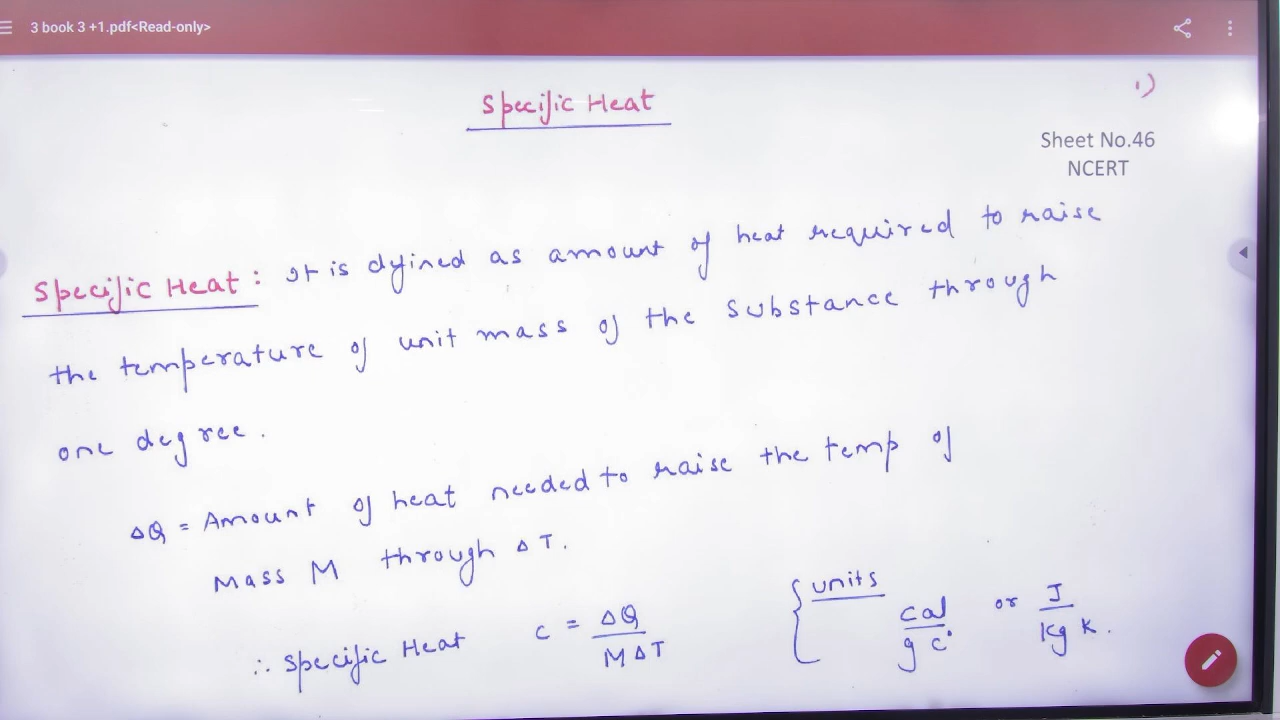 3 book 3 +1.pdf<Read-only>
1)
Specific Heat
Sheet No.46
NCERT
Specific Heat : It is defined as amount of heat required to raise
the temperature of unit mass of the substance through
one degree.
ΔQ = Amount of heat needed to raise the temp of
Mass M through ΔT.
∴ Specific Heat c = ΔQ / M ΔT { units cal / g c° or J / Kg K.